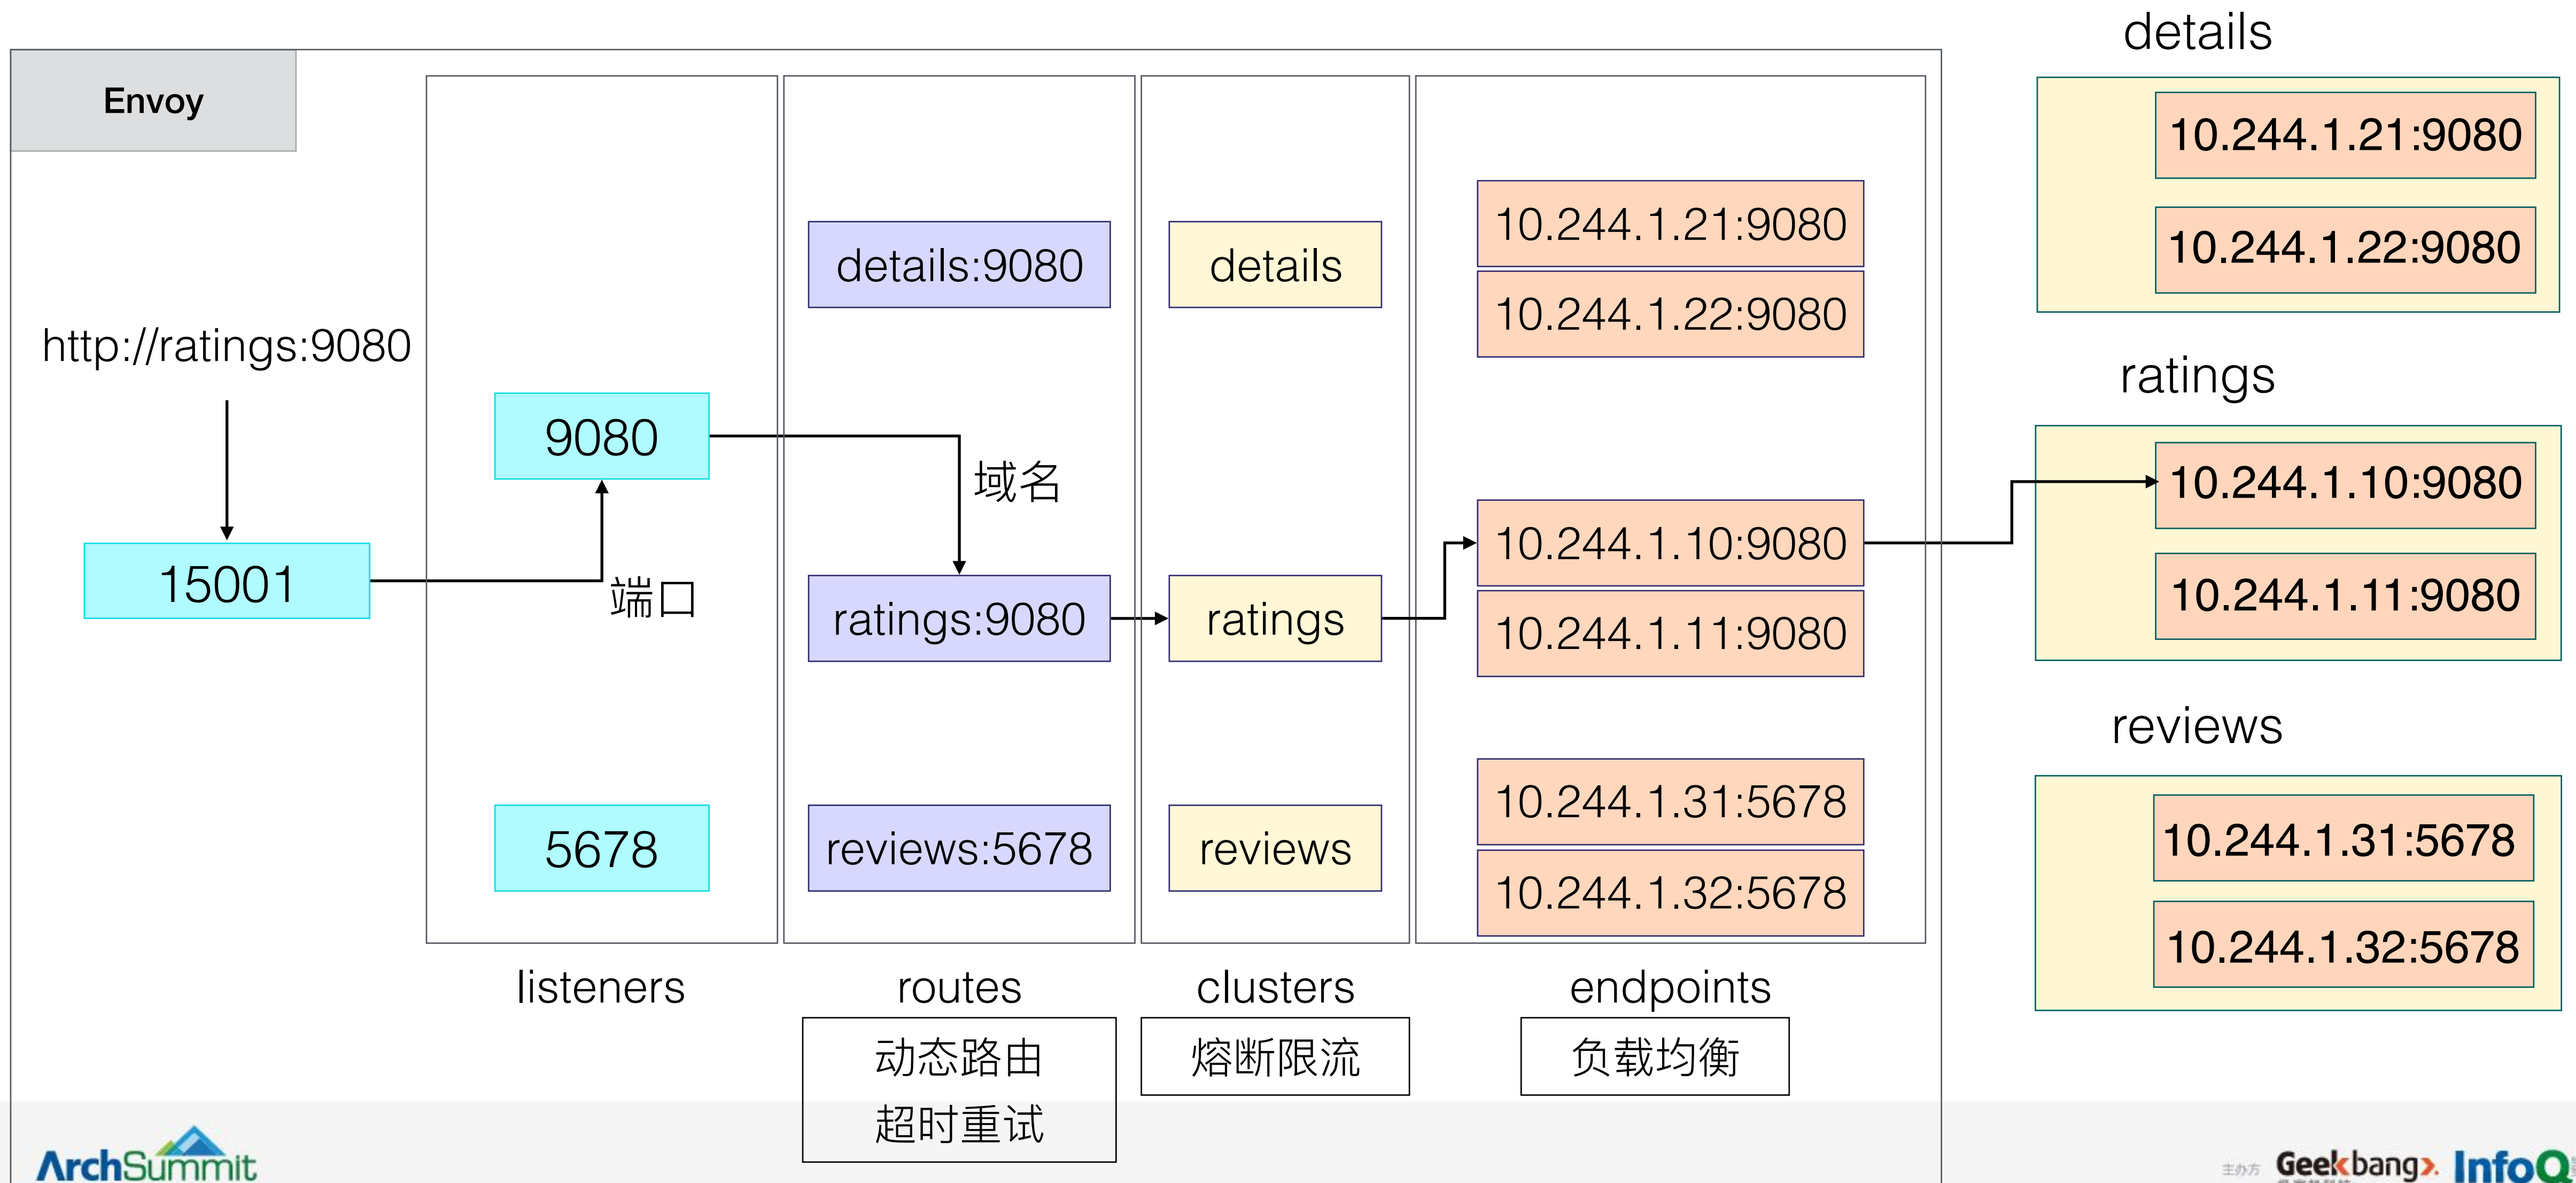 Envoy
http://ratings:9080
15001
端口
9080
5678
listeners
域名
details:9080
ratings:9080
reviews:5678
routes
动态路由
超时重试
details
ratings
reviews
clusters
熔断限流
10.244.1.21:9080
10.244.1.22:9080
10.244.1.10:9080
10.244.1.11:9080
10.244.1.31:5678
10.244.1.32:5678
endpoints
负载均衡
details
10.244.1.21:9080
10.244.1.22:9080
ratings
10.244.1.10:9080
10.244.1.11:9080
reviews
10.244.1.31:5678
10.244.1.32:5678
ArchSummit
主办方 Geekbang>. InfoQ